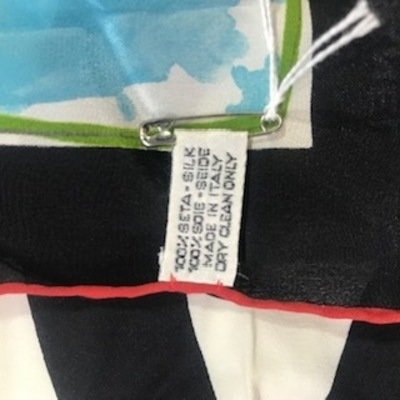 100% SETA - SILK
100% SOIE - SEIDE
MADE IN ITALY
DRY CLEAN ONLY